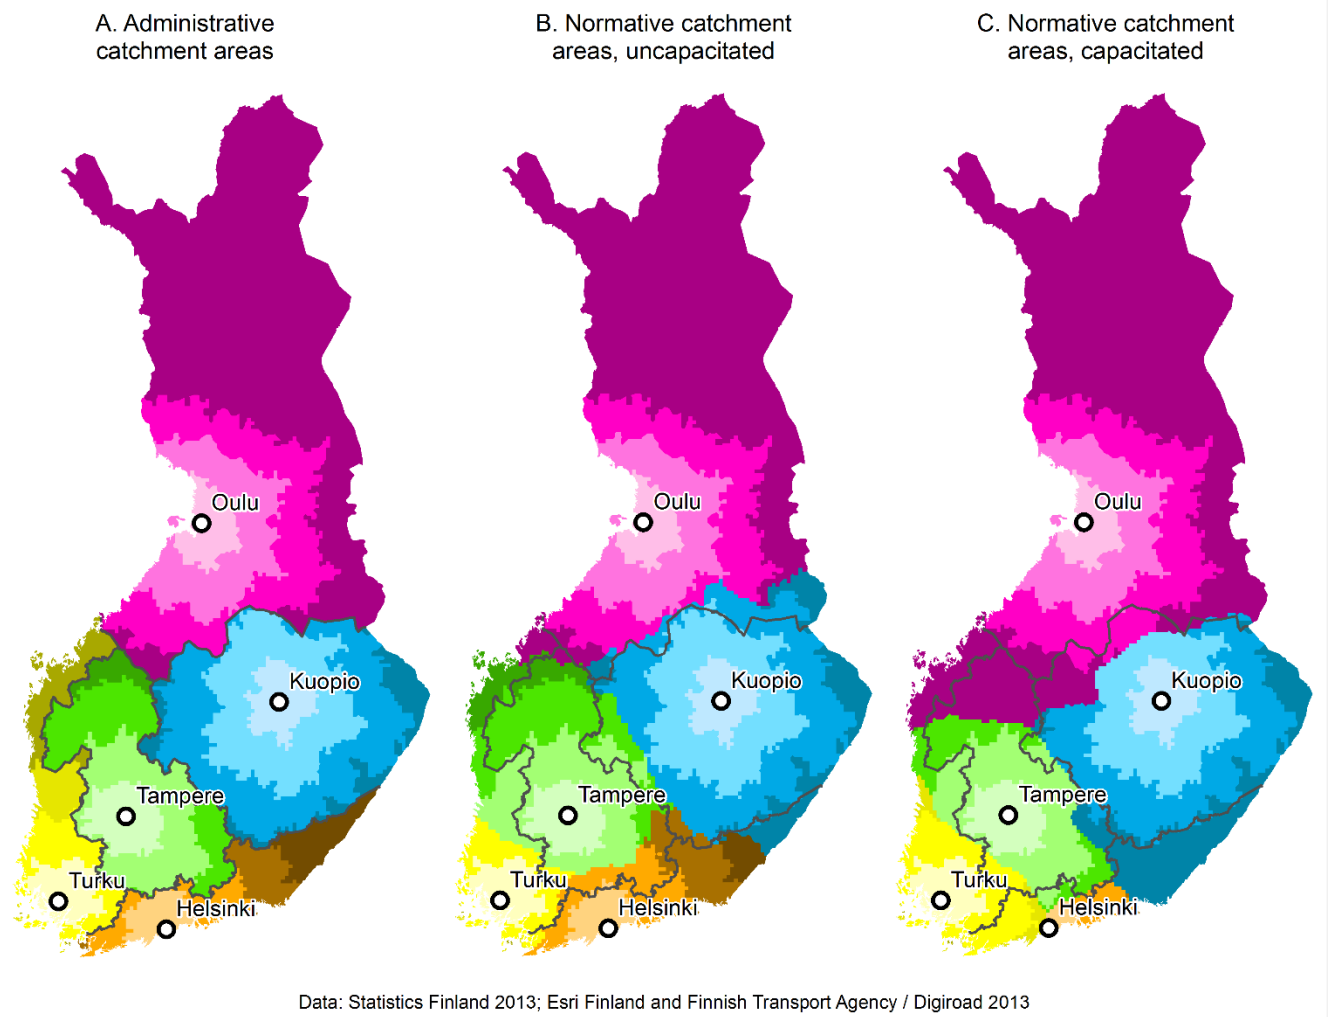 A. Administrative
catchment areas
B. Normative catchment
areas, uncapacitated
C. Normative catchment
areas, capacitated
Oulu
Kuopio
Tampere
Turku
Helsinki
Oulu
Kuopio
Tampere
Turku
Helsinki
Oulu
Kuopio
Tampere
Turku
Helsinki
Data: Statistics Finland 2013; Esri Finland and Finnish Transport Agency / Digiroad 2013